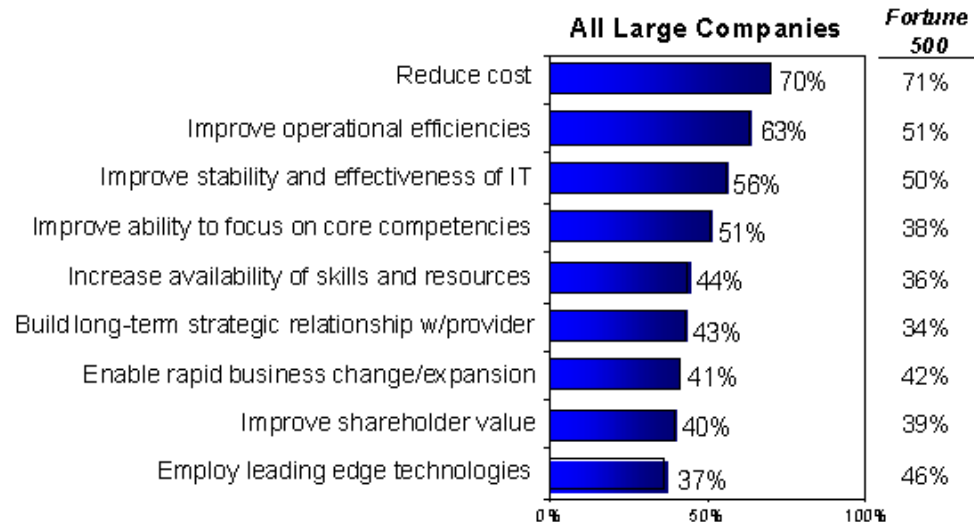 All Large Companies
Fortune
500
Reduce cost 70% 71%
Improve operational efficiencies 63% 51%
Improve stability and effectiveness of IT 56% 50%
Improve ability to focus on core competencies 51% 38%
Increase availability of skills and resources 44% 36%
Build long-term strategic relationship w/provider 43% 34%
Enable rapid business change/expansion 41% 42%
Improve shareholder value 40% 39%
Employ leading edge technologies 37% 46%
0% 50% 100%